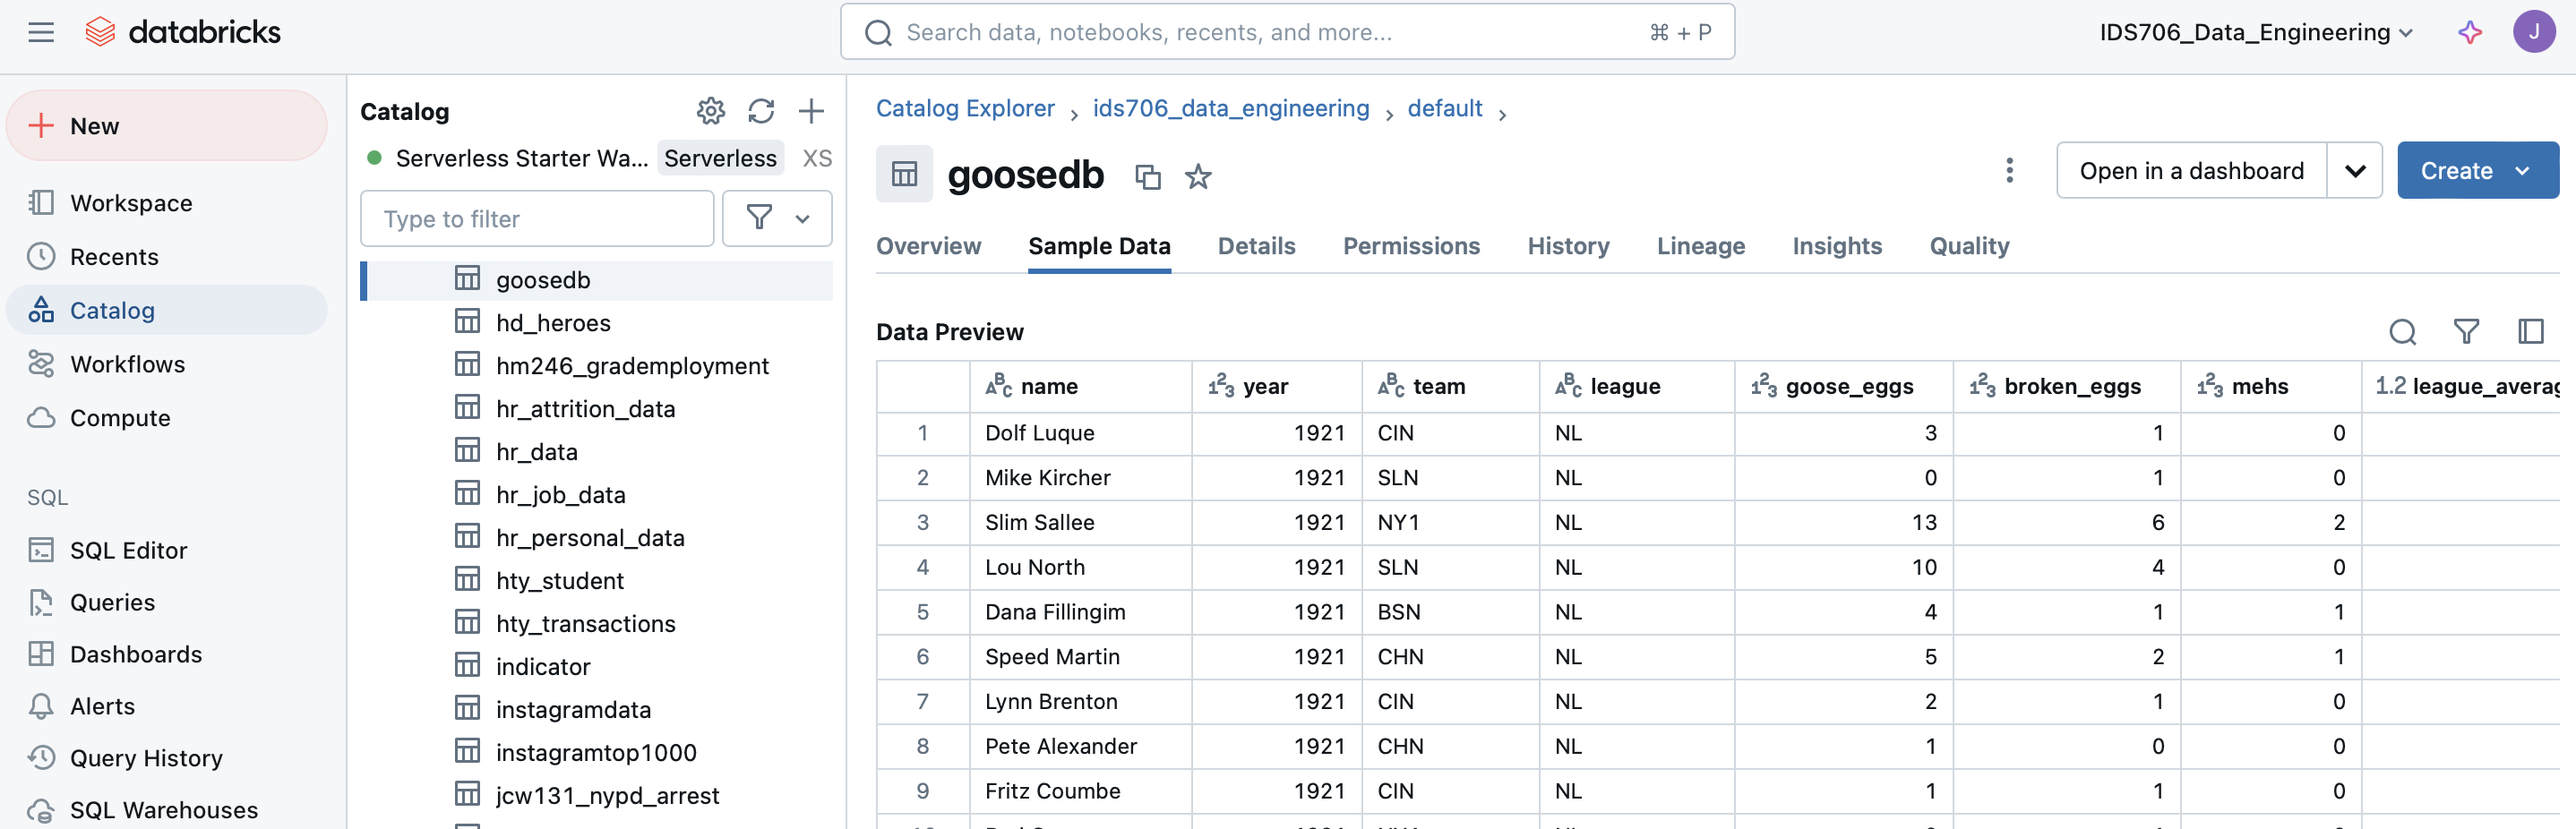 databricks
Search data, notebooks, recents, and more...
⌘ + P
IDS706_Data_Engineering
J
New
Workspace
Recents
Catalog
Workflows
Compute
SQL
SQL Editor
Queries
Dashboards
Alerts
Query History
SQL Warehouses
Catalog
Serverless Starter Wa... Serverless XS
Type to filter
goosedb
hd_heroes
hm246_grademployment
hr_attrition_data
hr_data
hr_job_data
hr_personal_data
hty_student
hty_transactions
indicator
instagramdata
instagramtop1000
jcw131_nypd_arrest
Catalog Explorer › ids706_data_engineering › default ›
goosedb
Open in a dashboard
Create
Overview Sample Data Details Permissions History Lineage Insights Quality
Data Preview
ABC name 123 year ABC team ABC league 123 goose_eggs 123 broken_eggs 123 mehs 1.2 league_averag
1 Dolf Luque 1921 CIN NL 3 1 0
2 Mike Kircher 1921 SLN NL 0 1 0
3 Slim Sallee 1921 NY1 NL 13 6 2
4 Lou North 1921 SLN NL 10 4 0
5 Dana Fillingim 1921 BSN NL 4 1 1
6 Speed Martin 1921 CHN NL 5 2 1
7 Lynn Brenton 1921 CIN NL 2 1 0
8 Pete Alexander 1921 CHN NL 1 0 0
9 Fritz Coumbe 1921 CIN NL 1 1 0